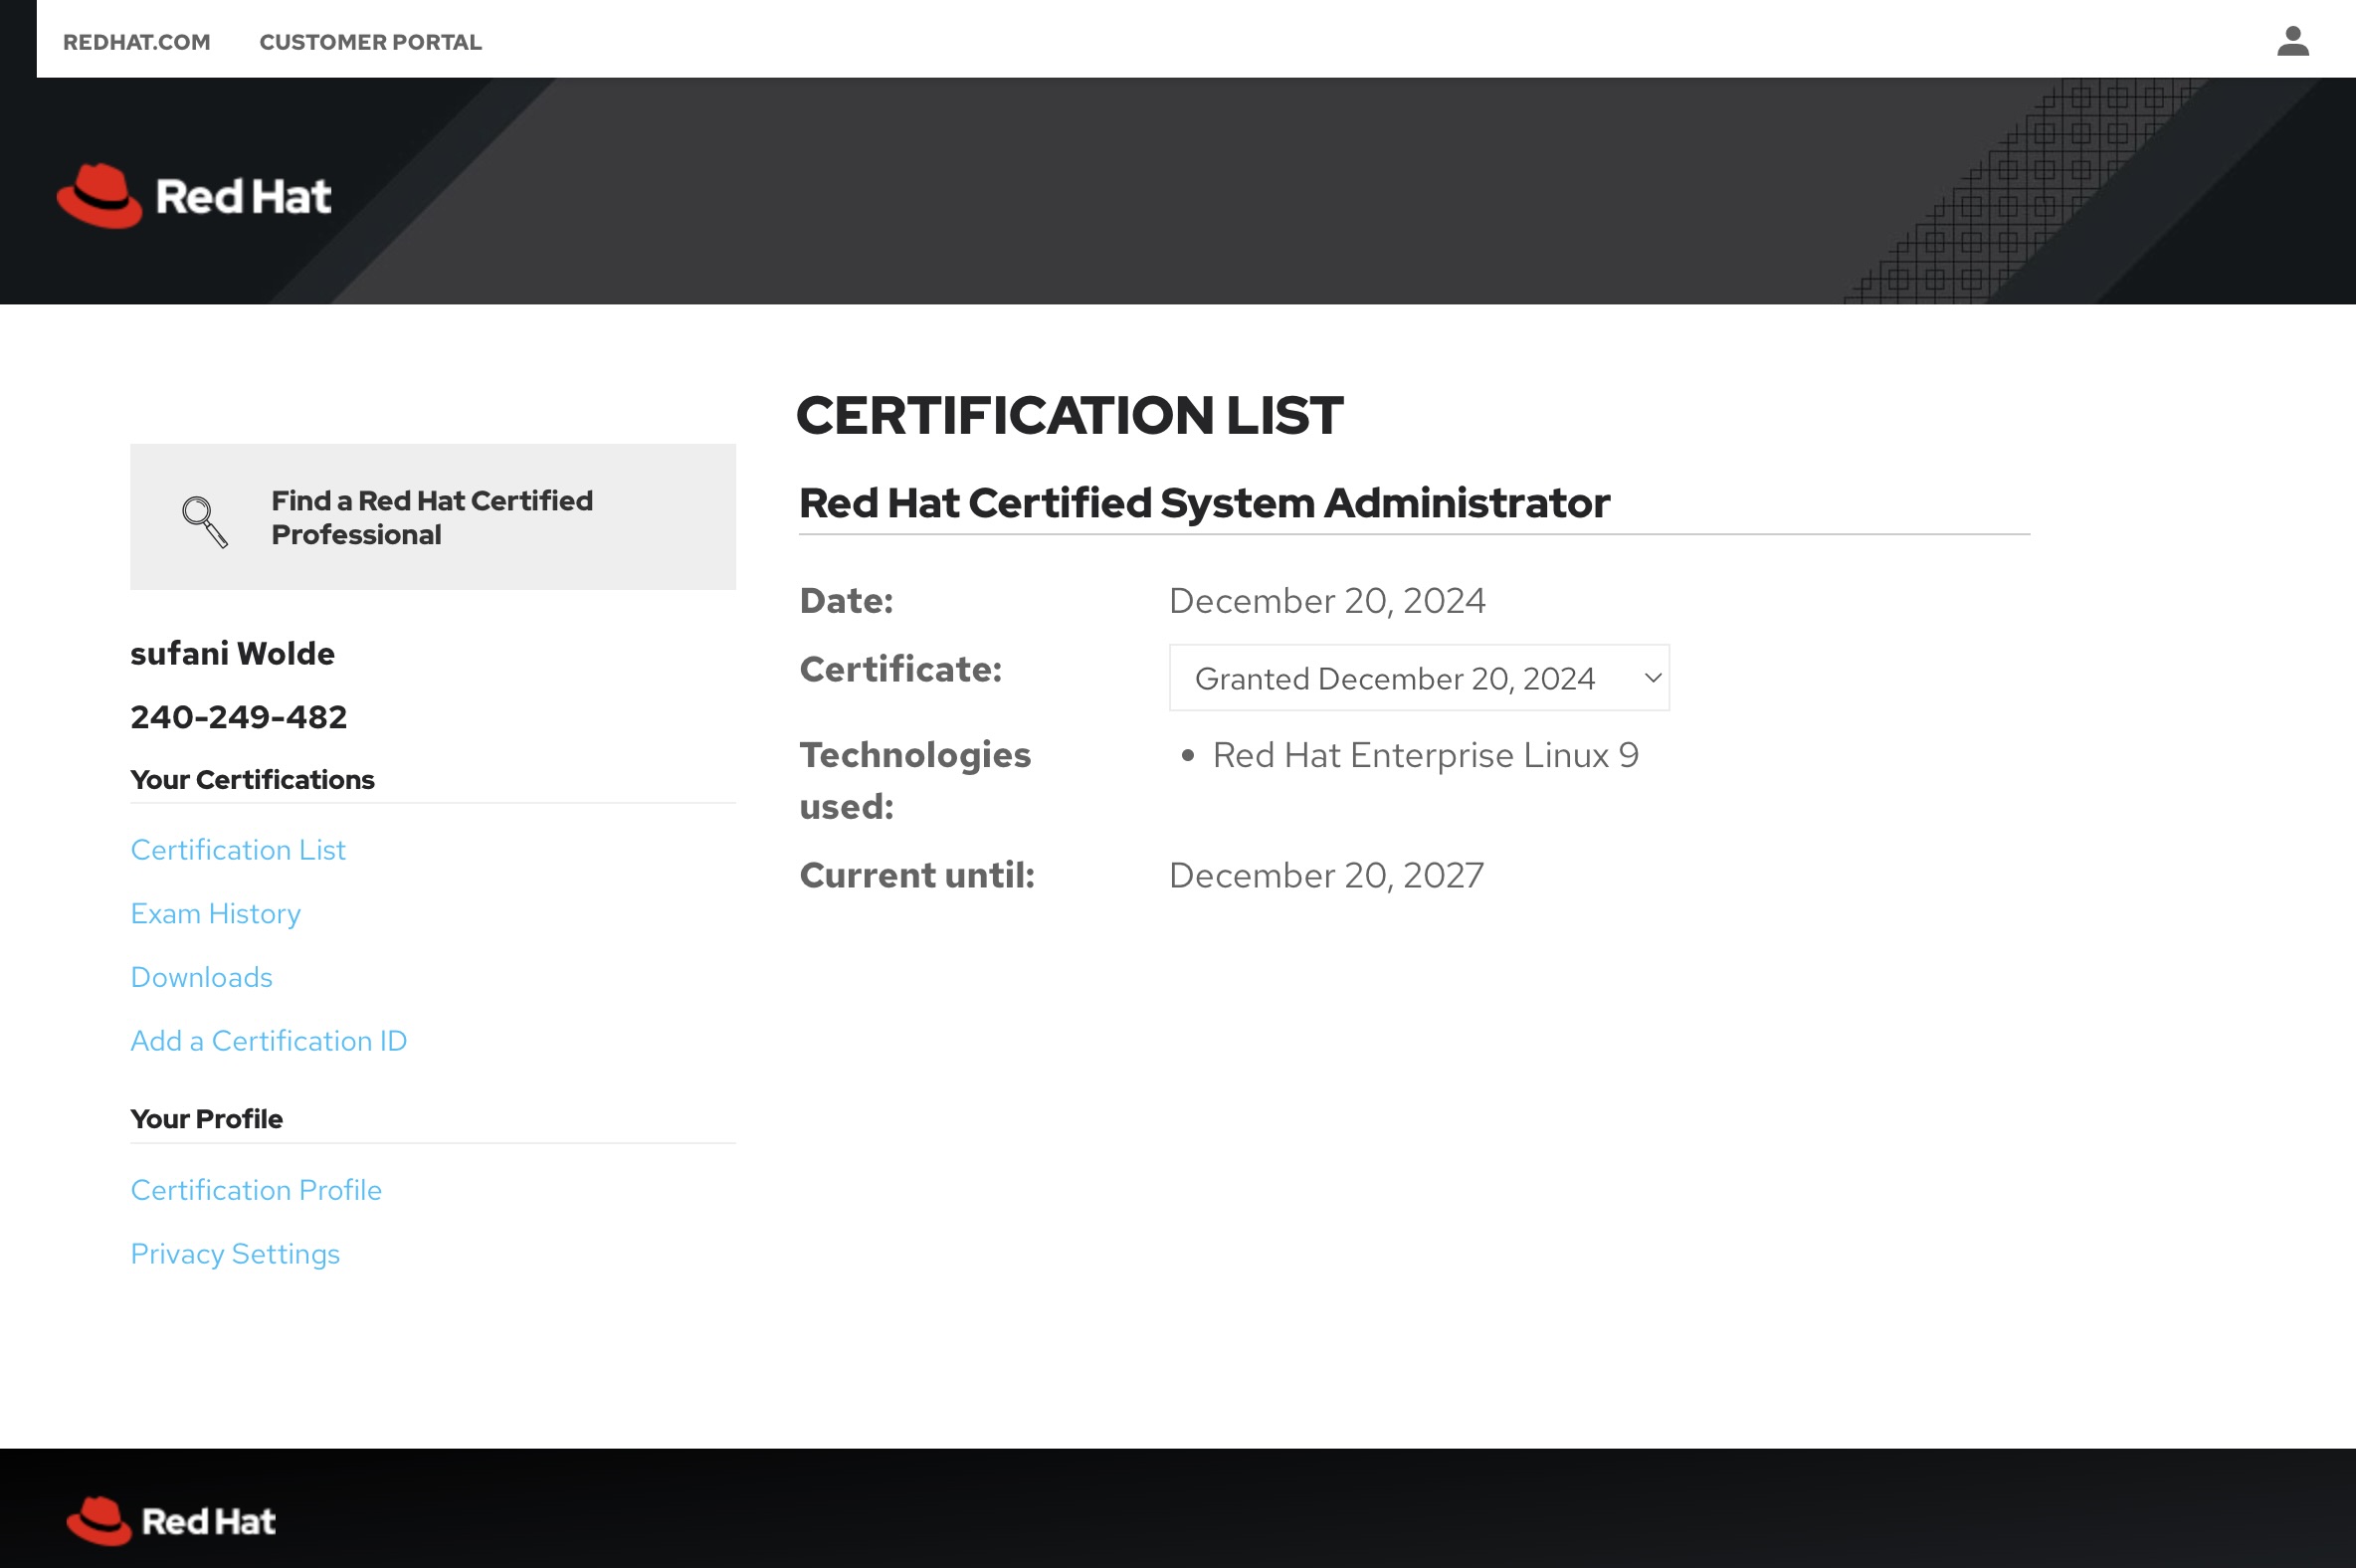 REDHAT.COM CUSTOMER PORTAL
Red Hat
Find a Red Hat Certified
Professional
sufani Wolde
240-249-482
Your Certifications
Certification List
Exam History
Downloads
Add a Certification ID
Your Profile
Certification Profile
Privacy Settings
CERTIFICATION LIST
Red Hat Certified System Administrator
Date: December 20, 2024
Certificate: Granted December 20, 2024
Technologies
used:
• Red Hat Enterprise Linux 9
Current until: December 20, 2027
Red Hat